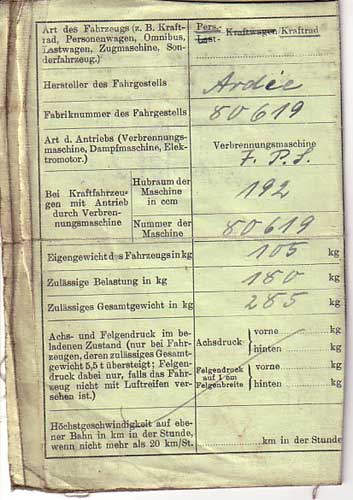 Art des Fahrzeugs (z. B. Kraft-
rad, Personenwagen, Omnibus,
Lastwagen, Zugmaschine, Son-
derfahrzeug.)
Pers.-
Last- Kraftwagen/Kraftrad
Hersteller des Fahrgestells
Ardie
Fabriknummer des Fahrgestells
80619
Art d. Antriebs (Verbrennungs-
maschine, Dampfmaschine, Elek-
tromotor.)
Verbrennungsmaschine
7. P.S.
Bei Kraftfahrzeu-
gen mit Antrieb
durch Verbren-
nungsmaschine
Hubraum der
Maschine
in ccm
192
Nummer der
Maschine
80619
Eigengewicht des Fahrzeugs in kg
105 kg
Zulässige Belastung in kg
180 kg
Zulässiges Gesamtgewicht in kg
285 kg
Achs- und Felgendruck im be-
ladenen Zustand (nur bei Fahr-
zeugen, deren zulässiges Gesamt-
gewicht 5,5 t übersteigt; Felgen-
druck dabei nur, falls das Fahr-
zeug nicht mit Luftreifen ver-
sehen ist.)
Achsdruck
vorne kg
hinten kg
Felgendruck
auf 1 cm
Felgenbreite
vorne kg
hinten kg
Höchstgeschwindigkeit auf ebe-
ner Bahn in km in der Stunde,
wenn nicht mehr als 20 km/St.
km in der Stunde